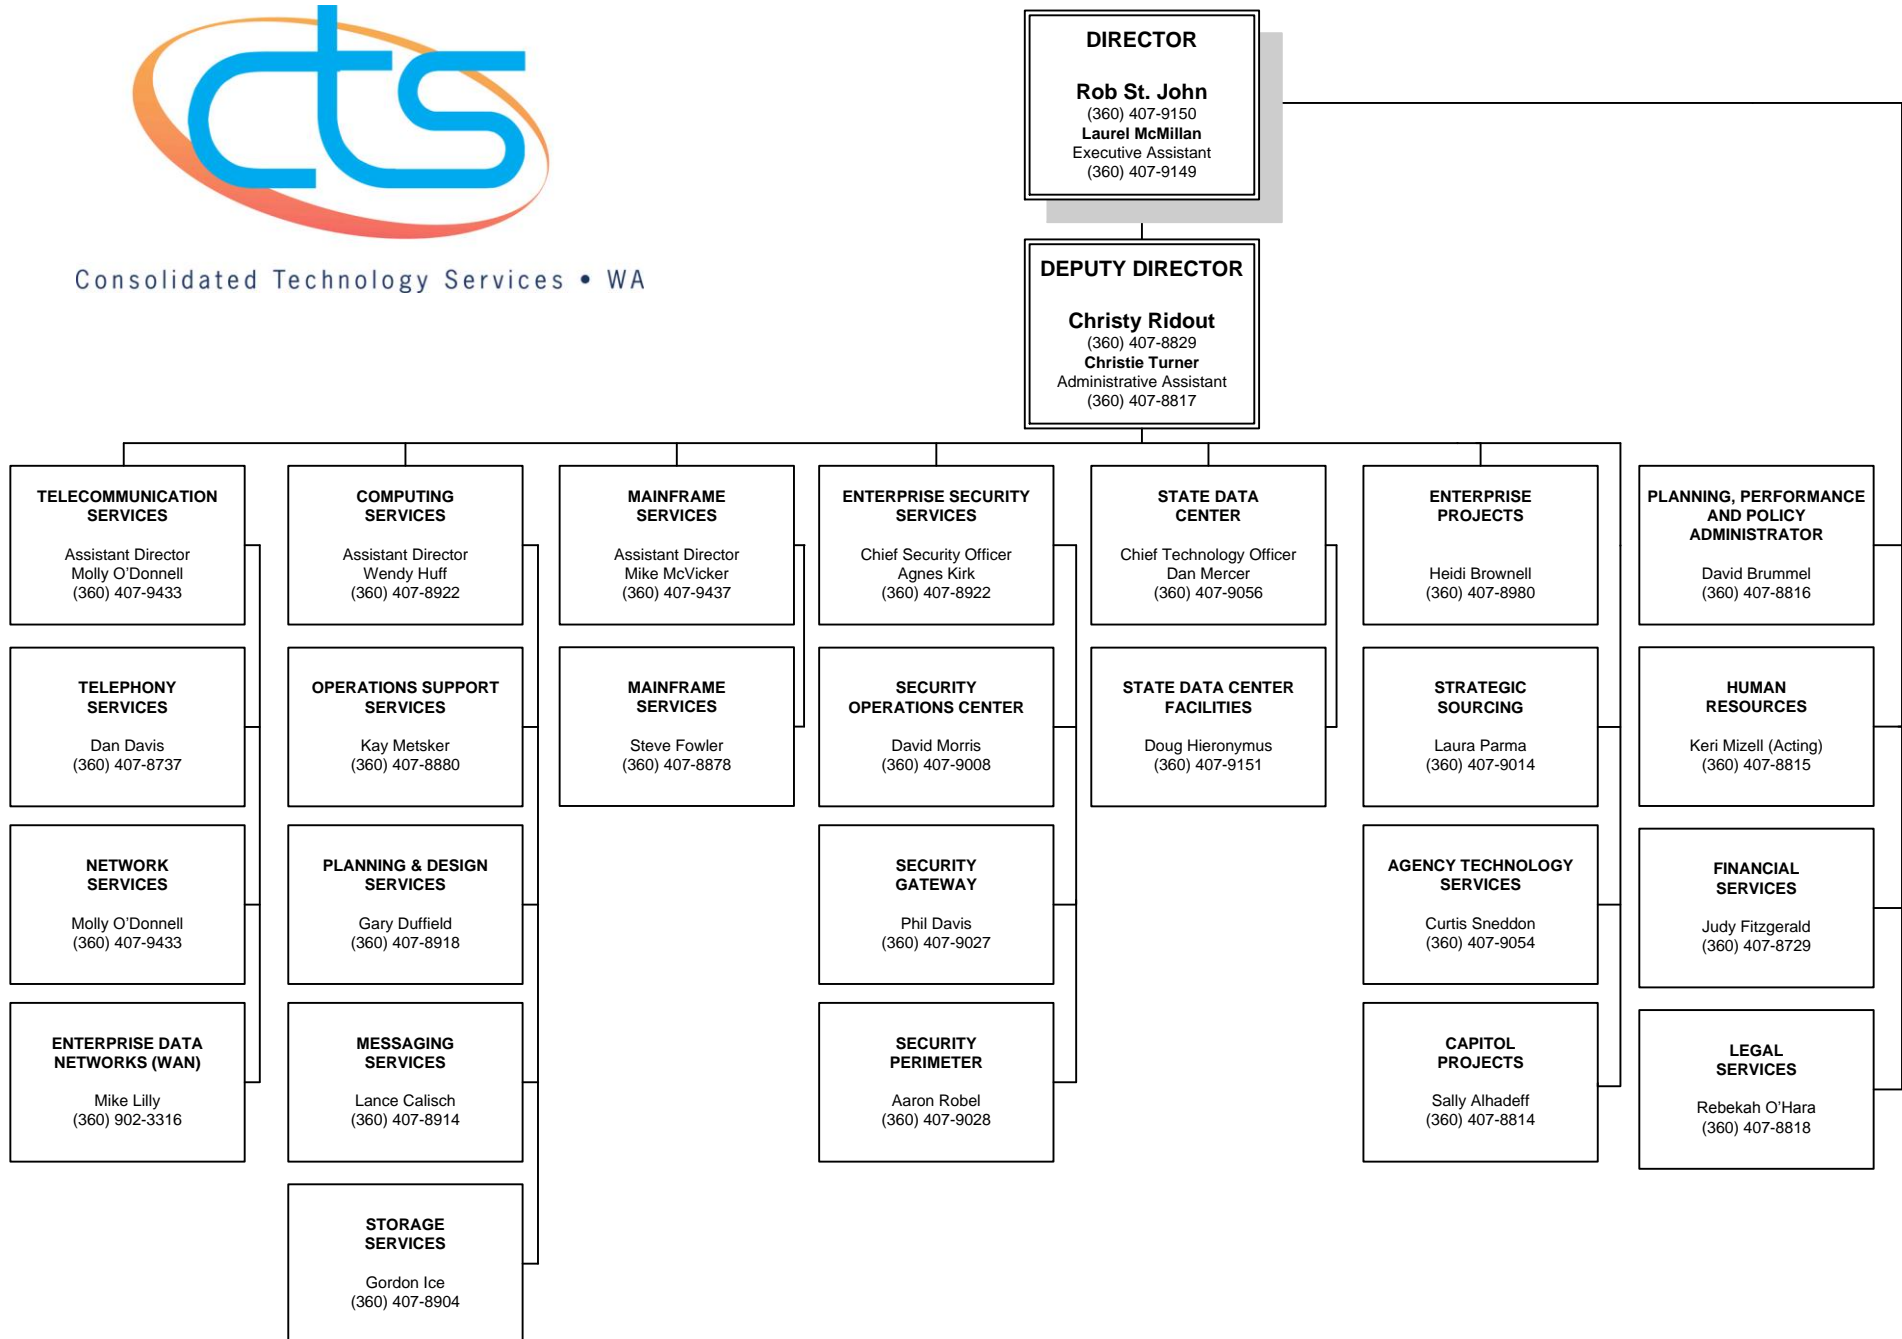 cts
Consolidated Technology Services • WA
DIRECTOR
Rob St. John
(360) 407-9150
Laurel McMillan
Executive Assistant
(360) 407-9149
DEPUTY DIRECTOR
Christy Ridout
(360) 407-8829
Christie Turner
Administrative Assistant
(360) 407-8817
TELECOMMUNICATION
SERVICES
Assistant Director
Molly O’Donnell
(360) 407-9433
TELEPHONY
SERVICES
Dan Davis
(360) 407-8737
NETWORK
SERVICES
Molly O’Donnell
(360) 407-9433
ENTERPRISE DATA
NETWORKS (WAN)
Mike Lilly
(360) 902-3316
COMPUTING
SERVICES
Assistant Director
Wendy Huff
(360) 407-8922
OPERATIONS SUPPORT
SERVICES
Kay Metsker
(360) 407-8880
PLANNING & DESIGN
SERVICES
Gary Duffield
(360) 407-8918
MESSAGING
SERVICES
Lance Calisch
(360) 407-8914
STORAGE
SERVICES
Gordon Ice
(360) 407-8904
MAINFRAME
SERVICES
Assistant Director
Mike McVicker
(360) 407-9437
MAINFRAME
SERVICES
Steve Fowler
(360) 407-8878
ENTERPRISE SECURITY
SERVICES
Chief Security Officer
Agnes Kirk
(360) 407-8922
SECURITY
OPERATIONS CENTER
David Morris
(360) 407-9008
SECURITY
GATEWAY
Phil Davis
(360) 407-9027
SECURITY
PERIMETER
Aaron Robel
(360) 407-9028
STATE DATA
CENTER
Chief Technology Officer
Dan Mercer
(360) 407-9056
STATE DATA CENTER
FACILITIES
Doug Hieronymus
(360) 407-9151
ENTERPRISE
PROJECTS
Heidi Brownell
(360) 407-8980
STRATEGIC
SOURCING
Laura Parma
(360) 407-9014
AGENCY TECHNOLOGY
SERVICES
Curtis Sneddon
(360) 407-9054
CAPITOL
PROJECTS
Sally Alhadeff
(360) 407-8814
PLANNING, PERFORMANCE
AND POLICY
ADMINISTRATOR
David Brummel
(360) 407-8816
HUMAN
RESOURCES
Keri Mizell (Acting)
(360) 407-8815
FINANCIAL
SERVICES
Judy Fitzgerald
(360) 407-8729
LEGAL
SERVICES
Rebekah O’Hara
(360) 407-8818